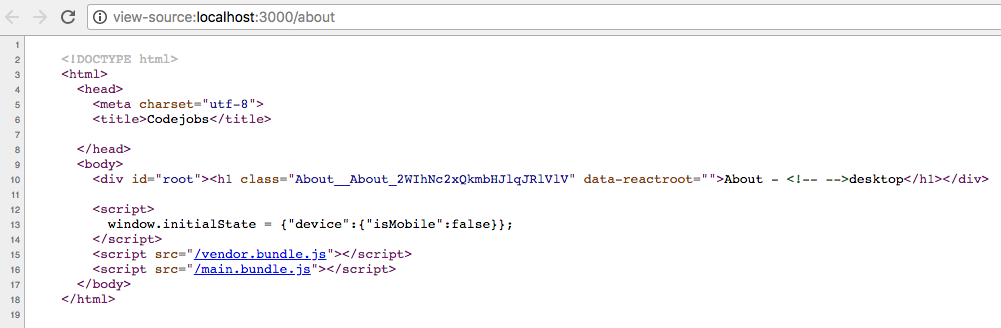 view-source:localhost:3000/about
1
2 <!DOCTYPE html>
3 <html>
4 <head>
5 <meta charset="utf-8">
6 <title>Codejobs</title>
7
8 </head>
9 <body>
10 <div id="root"><h1 class="About__About_2WIhNc2xQkmbHJlqJRlVlV" data-reactroot="">About - <!-- -->desktop</h1></div>
11
12 <script>
13 window.initialState = {"device":{"isMobile":false}};
14 </script>
15 <script src="/vendor.bundle.js"></script>
16 <script src="/main.bundle.js"></script>
17 </body>
18 </html>
19